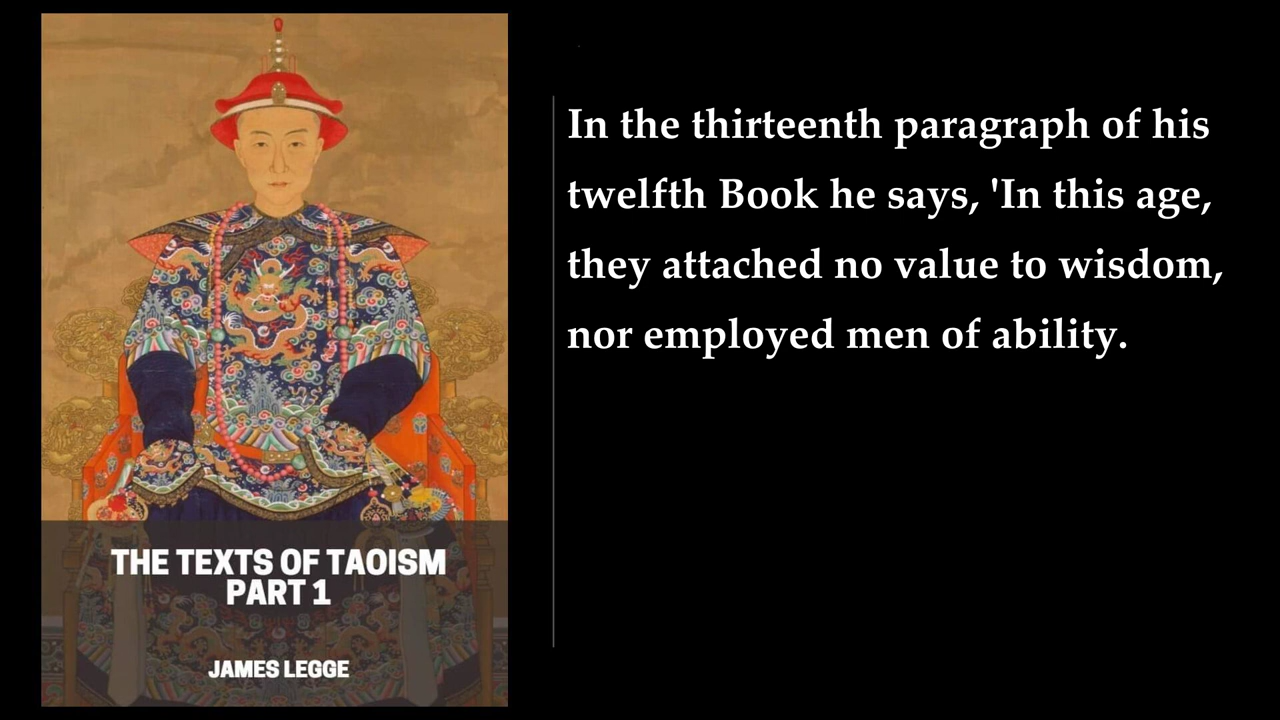 THE TEXTS OF TAOISM
PART 1
JAMES LEGGE
In the thirteenth paragraph of his
twelfth Book he says, 'In this age,
they attached no value to wisdom,
nor employed men of ability.